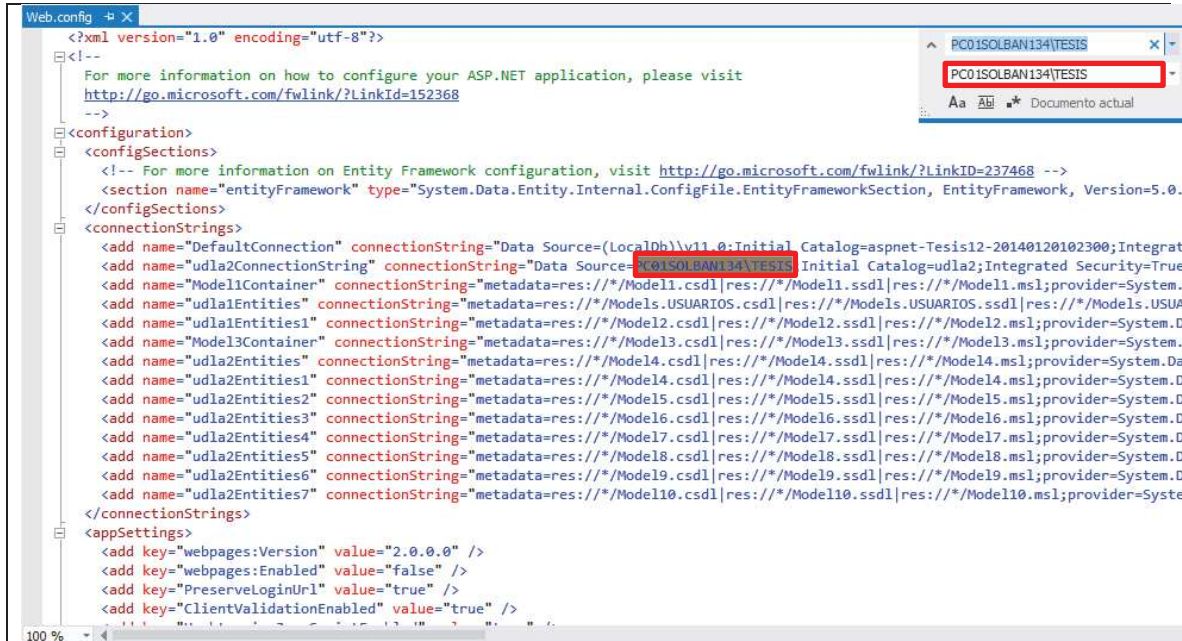 Web.config
<?xml version="1.0" encoding="utf-8"?>
<!--
For more information on how to configure your ASP.NET application, please visit
http://go.microsoft.com/fwlink/?LinkId=152368
-->
PC01SOLBAN134\TESIS
PC01SOLBAN134\TESIS
Aa Abl .* Documento actual
<configuration>
<configSections>
<!-- For more information on Entity Framework configuration, visit http://go.microsoft.com/fwlink/?LinkID=237468 -->
<section name="entityFramework" type="System.Data.Entity.Internal.ConfigFile.EntityFrameworkSection, EntityFramework, Version=5.0.
</configSections>
<connectionStrings>
<add name="DefaultConnection" connectionString="Data Source=(LocalDb)\v11.0;Initial Catalog=aspnet-Tesis12-20140120102300;Integrat
<add name="udla2ConnectionString" connectionString="Data Source=PC01SOLBAN134\TESIS;Initial Catalog=udla2;Integrated Security=True
<add name="Model1Container" connectionString="metadata=res://*/Model1.csdl|res://*/Model1.ssdl|res://*/Model1.msl;provider=System.
<add name="udla1Entities" connectionString="metadata=res://*/Models.USUARIOS.csdl|res://*/Models.USUARIOS.ssdl|res://*/Models.USUA
<add name="udla1Entities1" connectionString="metadata=res://*/Model2.csdl|res://*/Model2.ssdl|res://*/Model2.msl;provider=System.D
<add name="Model3Container" connectionString="metadata=res://*/Model3.csdl|res://*/Model3.ssdl|res://*/Model3.msl;provider=System.
<add name="udla2Entities" connectionString="metadata=res://*/Model4.csdl|res://*/Model4.ssdl|res://*/Model4.msl;provider=System.Da
<add name="udla2Entities1" connectionString="metadata=res://*/Model4.csdl|res://*/Model4.ssdl|res://*/Model4.msl;provider=System.D
<add name="udla2Entities2" connectionString="metadata=res://*/Model5.csdl|res://*/Model5.ssdl|res://*/Model5.msl;provider=System.D
<add name="udla2Entities3" connectionString="metadata=res://*/Model6.csdl|res://*/Model6.ssdl|res://*/Model6.msl;provider=System.D
<add name="udla2Entities4" connectionString="metadata=res://*/Model7.csdl|res://*/Model7.ssdl|res://*/Model7.msl;provider=System.D
<add name="udla2Entities5" connectionString="metadata=res://*/Model8.csdl|res://*/Model8.ssdl|res://*/Model8.msl;provider=System.D
<add name="udla2Entities6" connectionString="metadata=res://*/Model9.csdl|res://*/Model9.ssdl|res://*/Model9.msl;provider=System.D
<add name="udla2Entities7" connectionString="metadata=res://*/Model10.csdl|res://*/Model10.ssdl|res://*/Model10.msl;provider=Syste
</connectionStrings>
<appSettings>
<add key="webpages:Version" value="2.0.0.0" />
<add key="webpages:Enabled" value="false" />
<add key="PreserveLoginUrl" value="true" />
<add key="ClientValidationEnabled" value="true" />
100 %